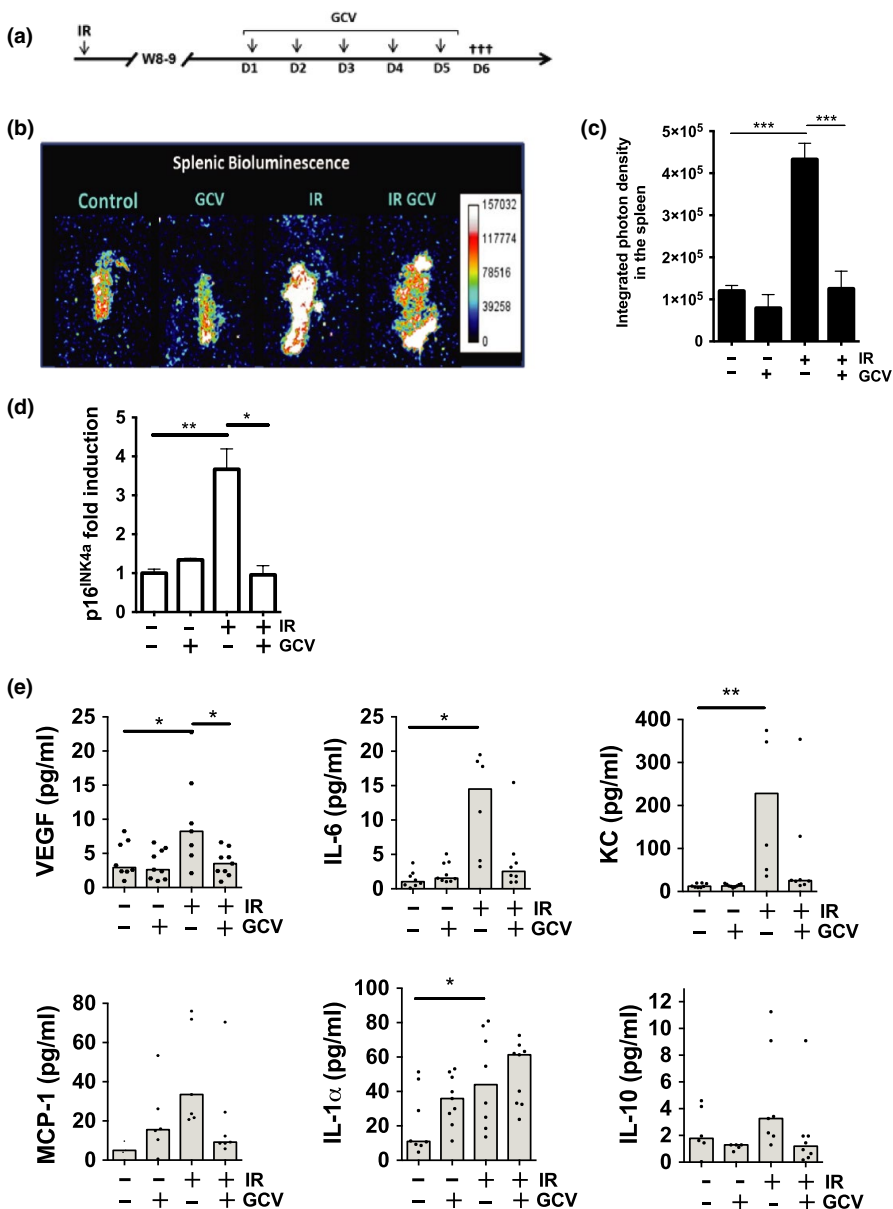 (a)
IR
GCV
W8-9
D1 D2 D3 D4 D5 D6
†††
(b)
Splenic Bioluminescence
Control GCV IR IR GCV
157032
117774
78516
39258
0
(c)
Integrated photon density
in the spleen
*** ***
5×10⁵
4×10⁵
3×10⁵
2×10⁵
1×10⁵
0
– – + + IR
– + – + GCV
(d)
p16ᴵᴺᴷ⁴ᵃ fold induction
** *
5
4
3
2
1
0
– – + + IR
– + – + GCV
(e)
VEGF (pg/ml)
* *
25
20
15
10
5
0
– – + + IR
– + – + GCV
IL-6 (pg/ml)
*
25
20
15
10
5
0
– – + + IR
– + – + GCV
KC (pg/ml)
**
400
300
200
100
0
– – + + IR
– + – + GCV
MCP-1 (pg/ml)
80
60
40
20
0
– – + + IR
– + – + GCV
IL-1α (pg/ml)
*
100
80
60
40
20
0
– – + + IR
– + – + GCV
IL-10 (pg/ml)
12
10
8
6
4
2
0
– – + + IR
– + – + GCV